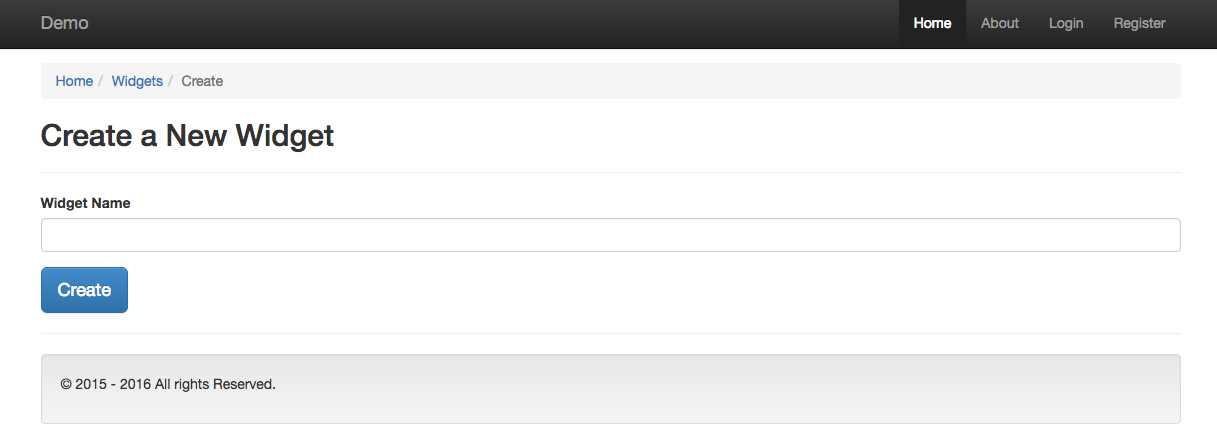 Demo Home About Login Register
Home / Widgets / Create
Create a New Widget
Widget Name
Create
© 2015 - 2016 All rights Reserved.